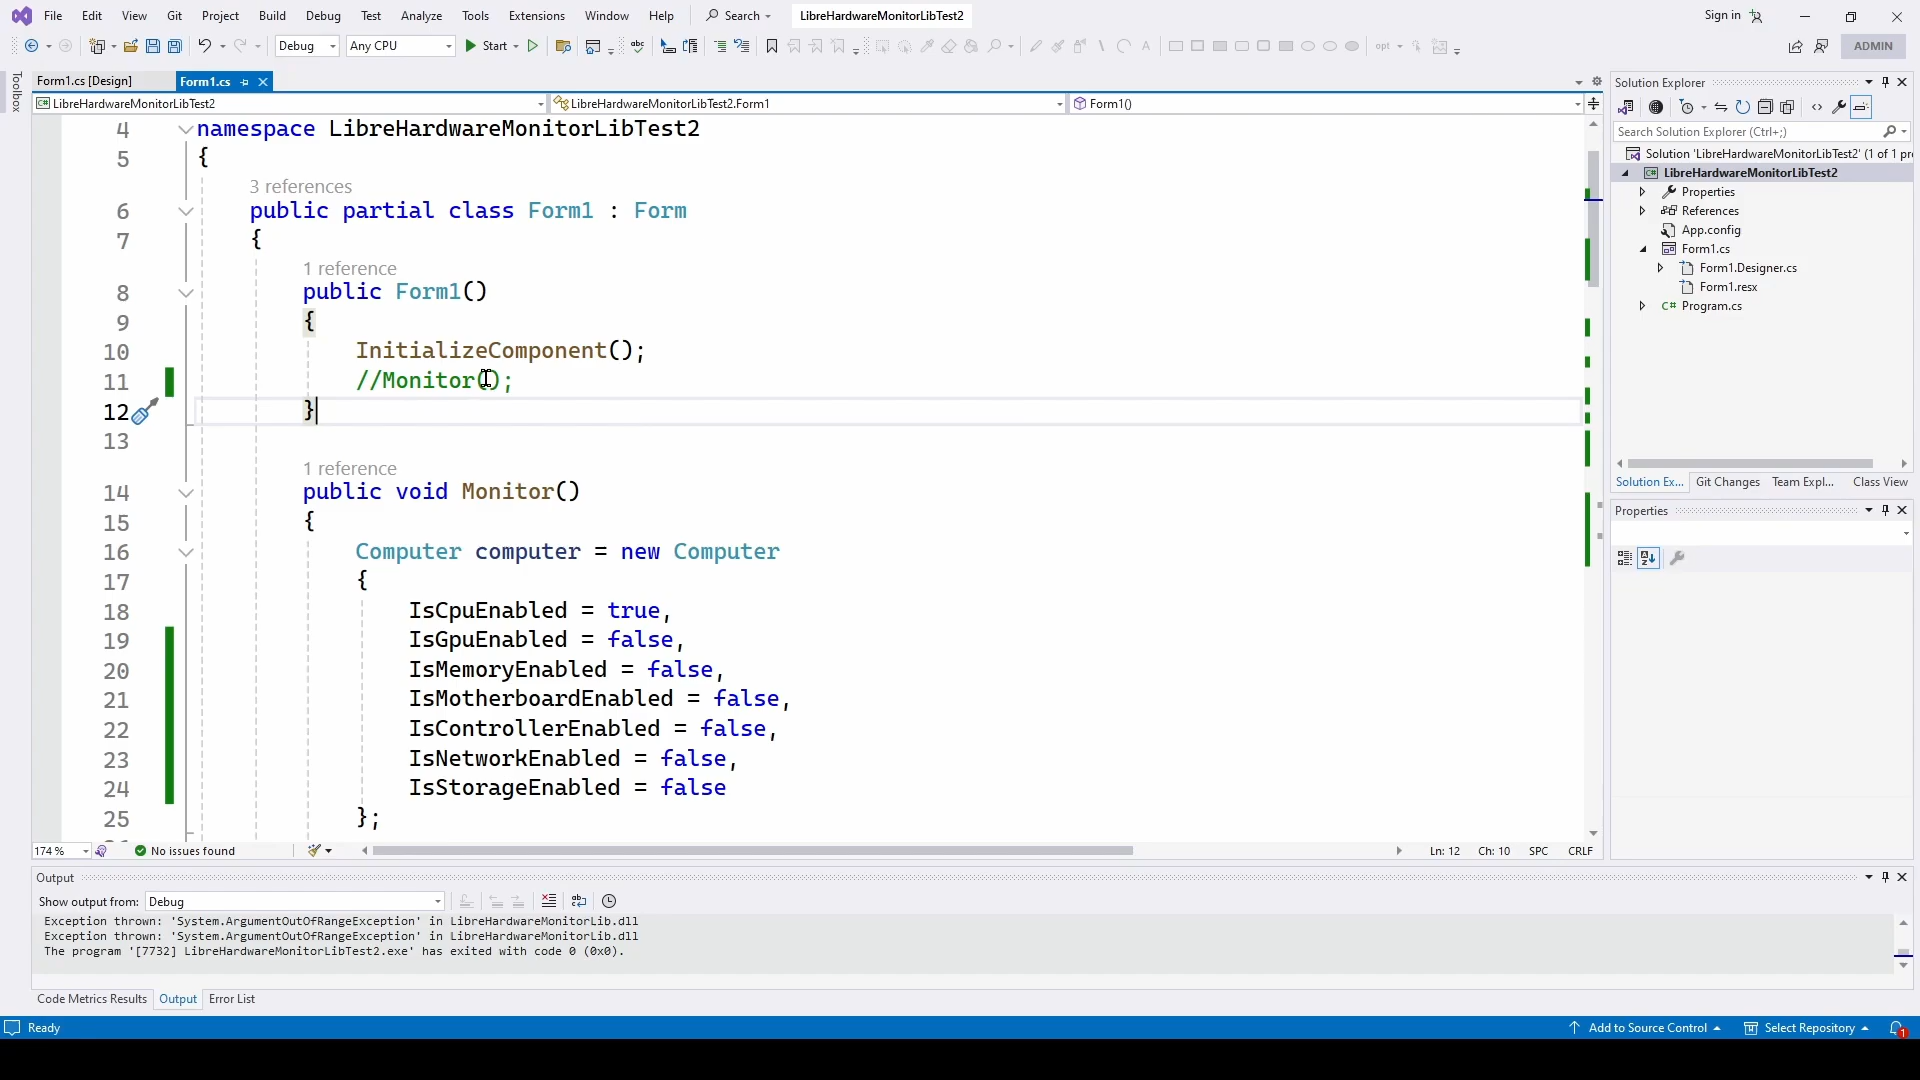 File Edit View Git Project Build Debug Test Analyze Tools Extensions Window Help Search LibreHardwareMonitorLibTest2 Sign in
Debug Any CPU Start abc A opt ADMIN
Toolbox
Form1.cs [Design] Form1.cs
LibreHardwareMonitorLibTest2 LibreHardwareMonitorLibTest2.Form1 Form1()
4 namespace LibreHardwareMonitorLibTest2
5 {
3 references
6 public partial class Form1 : Form
7 {
1 reference
8 public Form1()
9 {
10 InitializeComponent();
11 //Monitor();
12 }
13
1 reference
14 public void Monitor()
15 {
16 Computer computer = new Computer
17 {
18 IsCpuEnabled = true,
19 IsGpuEnabled = false,
20 IsMemoryEnabled = false,
21 IsMotherboardEnabled = false,
22 IsControllerEnabled = false,
23 IsNetworkEnabled = false,
24 IsStorageEnabled = false
25 };
174 % No issues found Ln: 12 Ch: 10 SPC CRLF
Solution Explorer
Search Solution Explorer (Ctrl+;)
Solution 'LibreHardwareMonitorLibTest2' (1 of 1 pr
C# LibreHardwareMonitorLibTest2
Properties
References
App.config
Form1.cs
Form1.Designer.cs
Form1.resx
C# Program.cs
Solution Ex... Git Changes Team Expl... Class View
Properties
Output
Show output from: Debug
Exception thrown: 'System.ArgumentOutOfRangeException' in LibreHardwareMonitorLib.dll
Exception thrown: 'System.ArgumentOutOfRangeException' in LibreHardwareMonitorLib.dll
The program '[7732] LibreHardwareMonitorLibTest2.exe' has exited with code 0 (0x0).
Code Metrics Results Output Error List
Ready Add to Source Control Select Repository 1